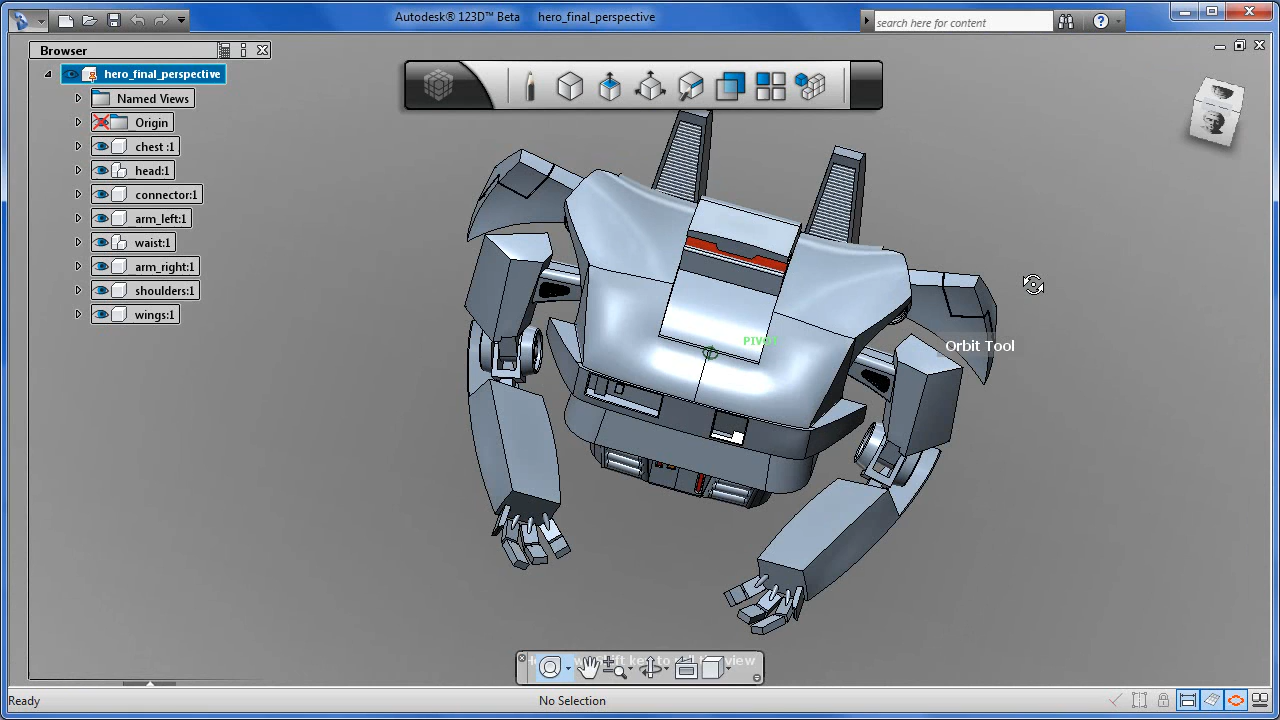 Autodesk® 123D™ Beta hero_final_perspective
search here for content
Browser
hero_final_perspective
Named Views
Origin
chest :1
head:1
connector:1
arm_left:1
waist:1
arm_right:1
shoulders:1
wings:1
PIVOT
Orbit Tool
view
Ready
No Selection